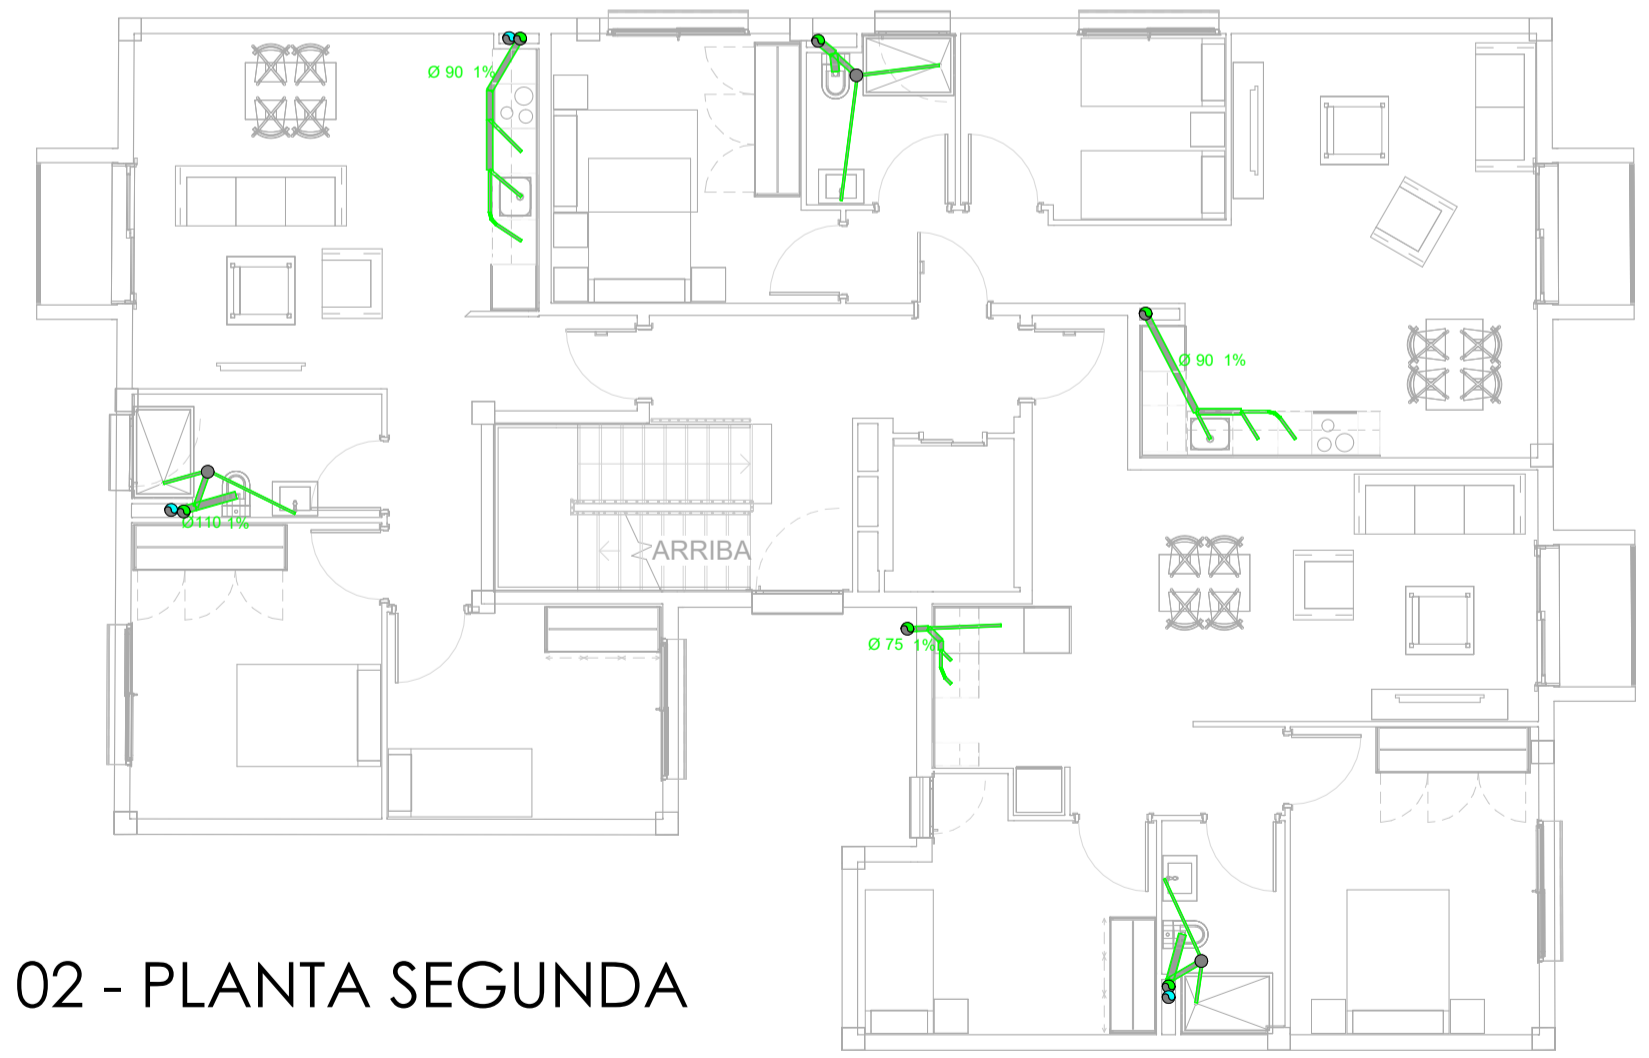 Ø 90 1%
Ø 90 1%
Ø110 1%
ARRIBA
Ø 75 1%
02 - PLANTA SEGUNDA